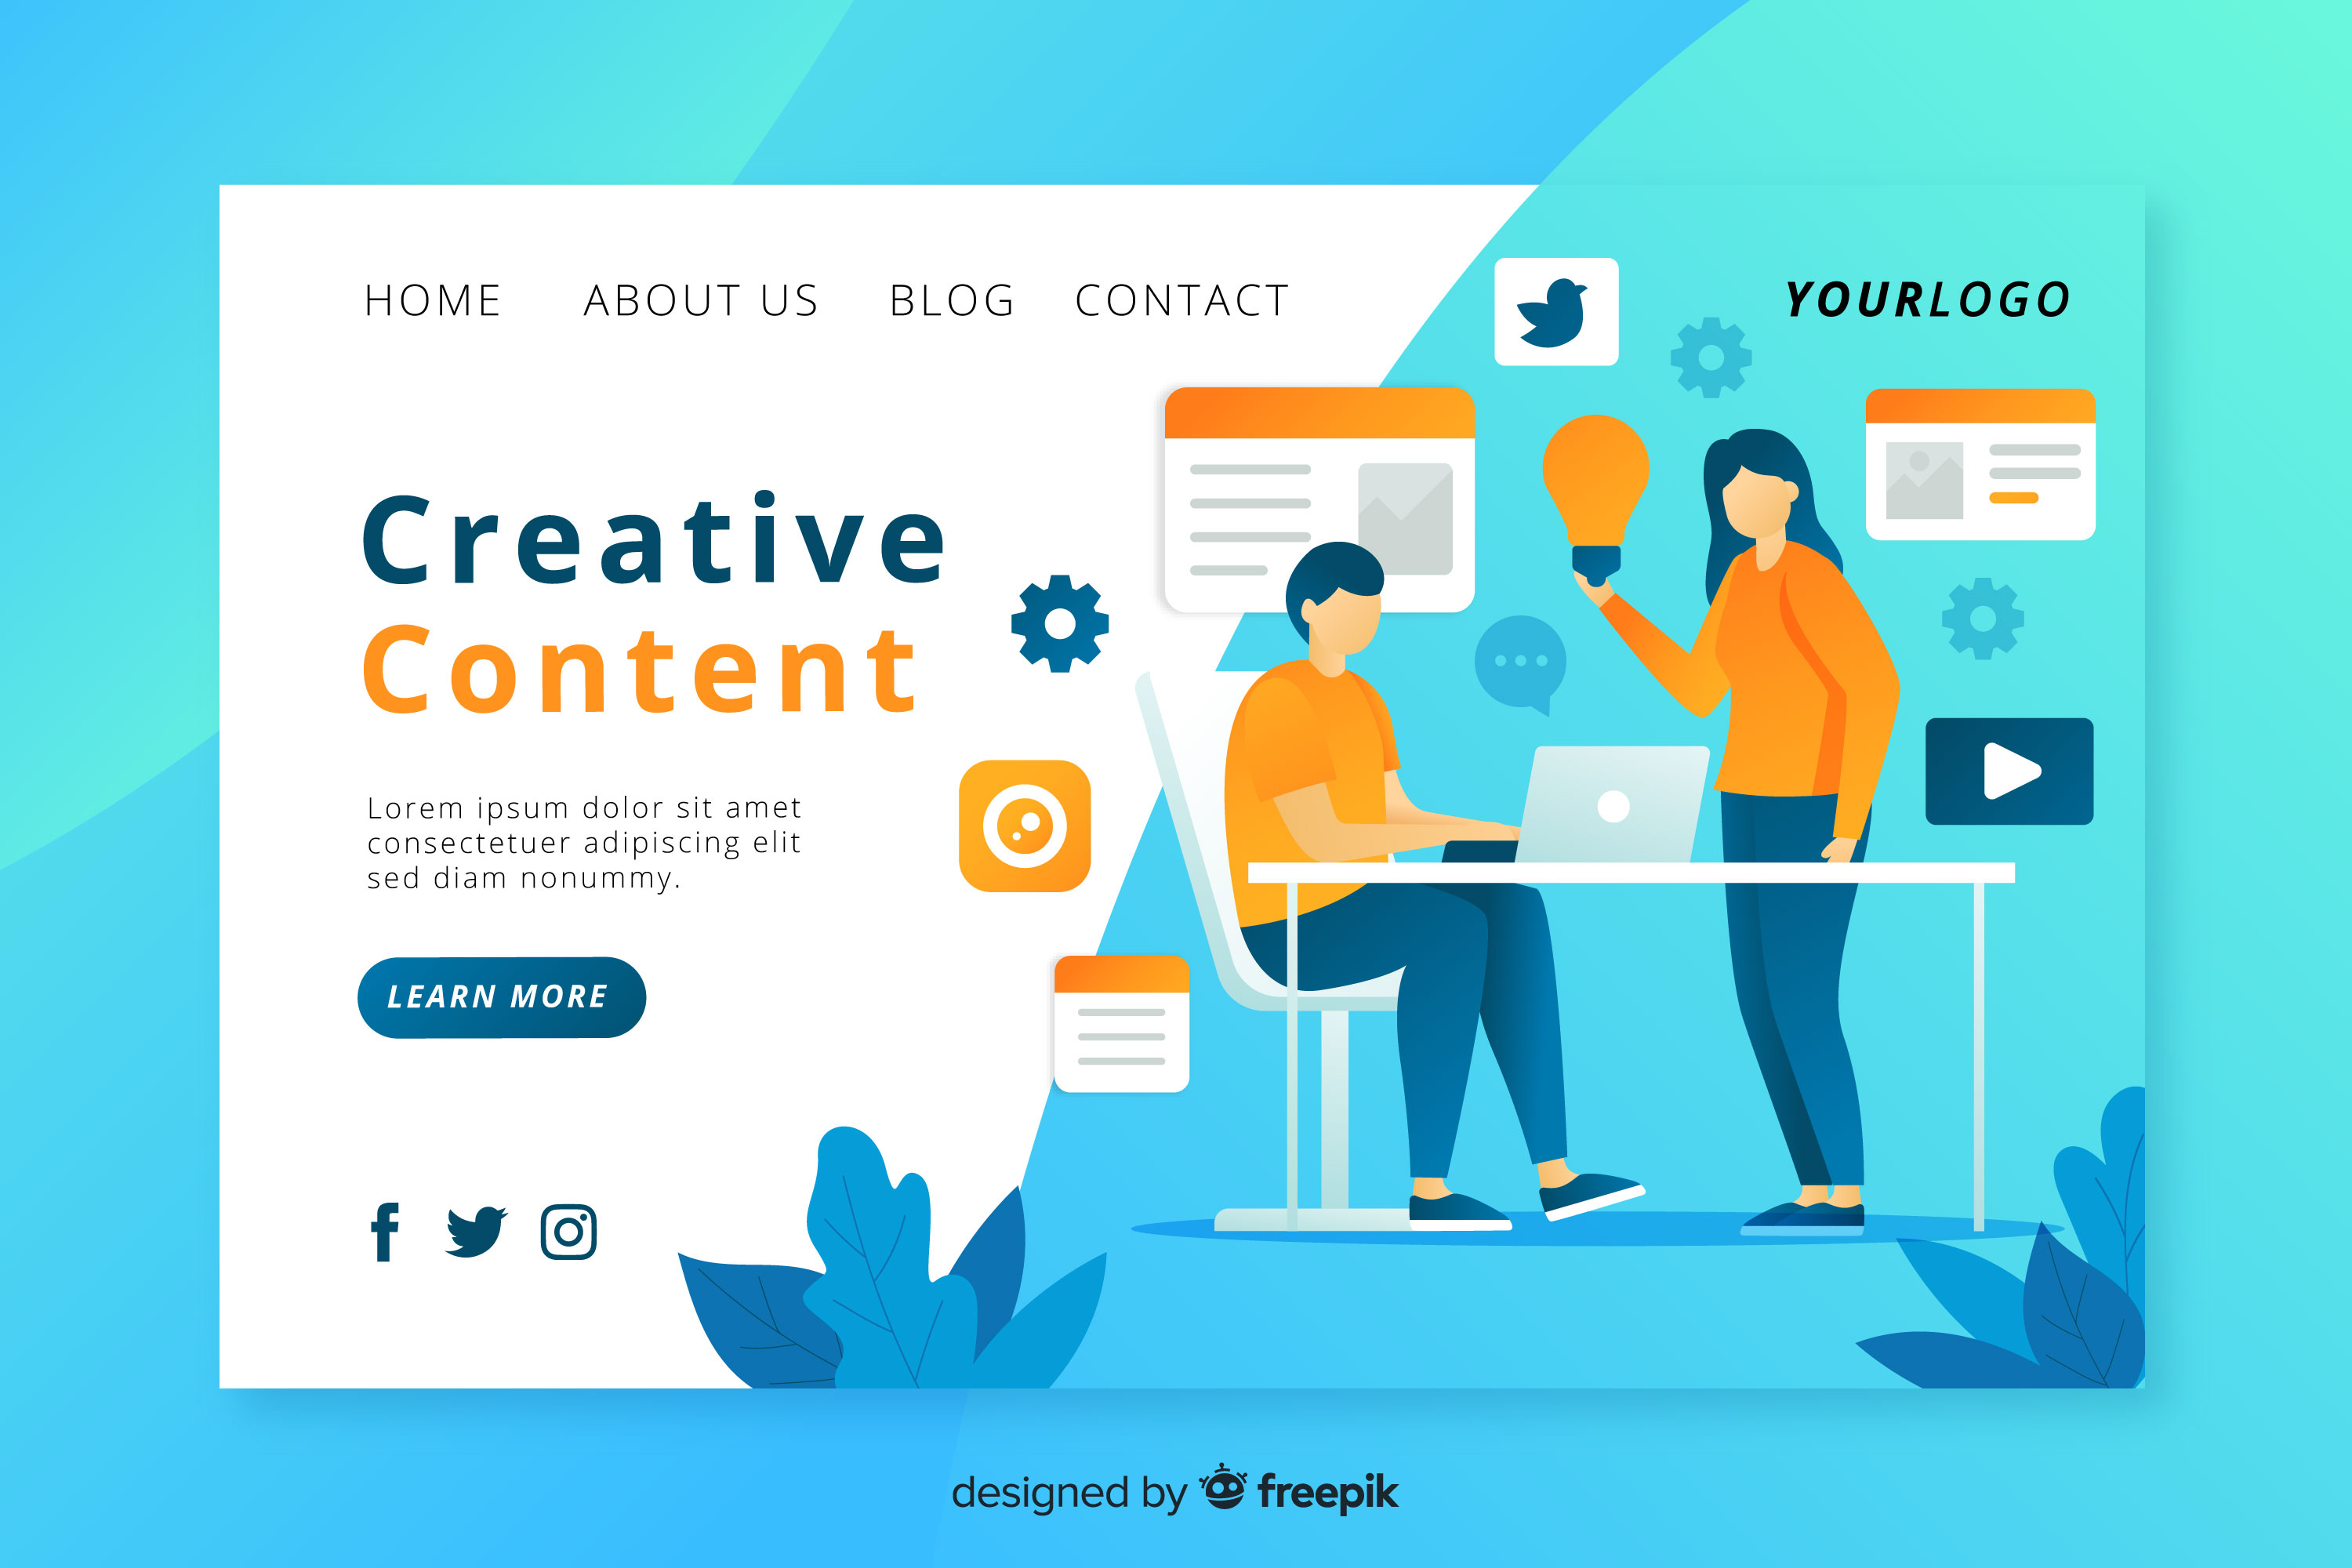 HOME ABOUT US BLOG CONTACT
YOURLOGO
Creative
Content
Lorem ipsum dolor sit amet
consectetuer adipiscing elit
sed diam nonummy.
LEARN MORE
designed by freepik